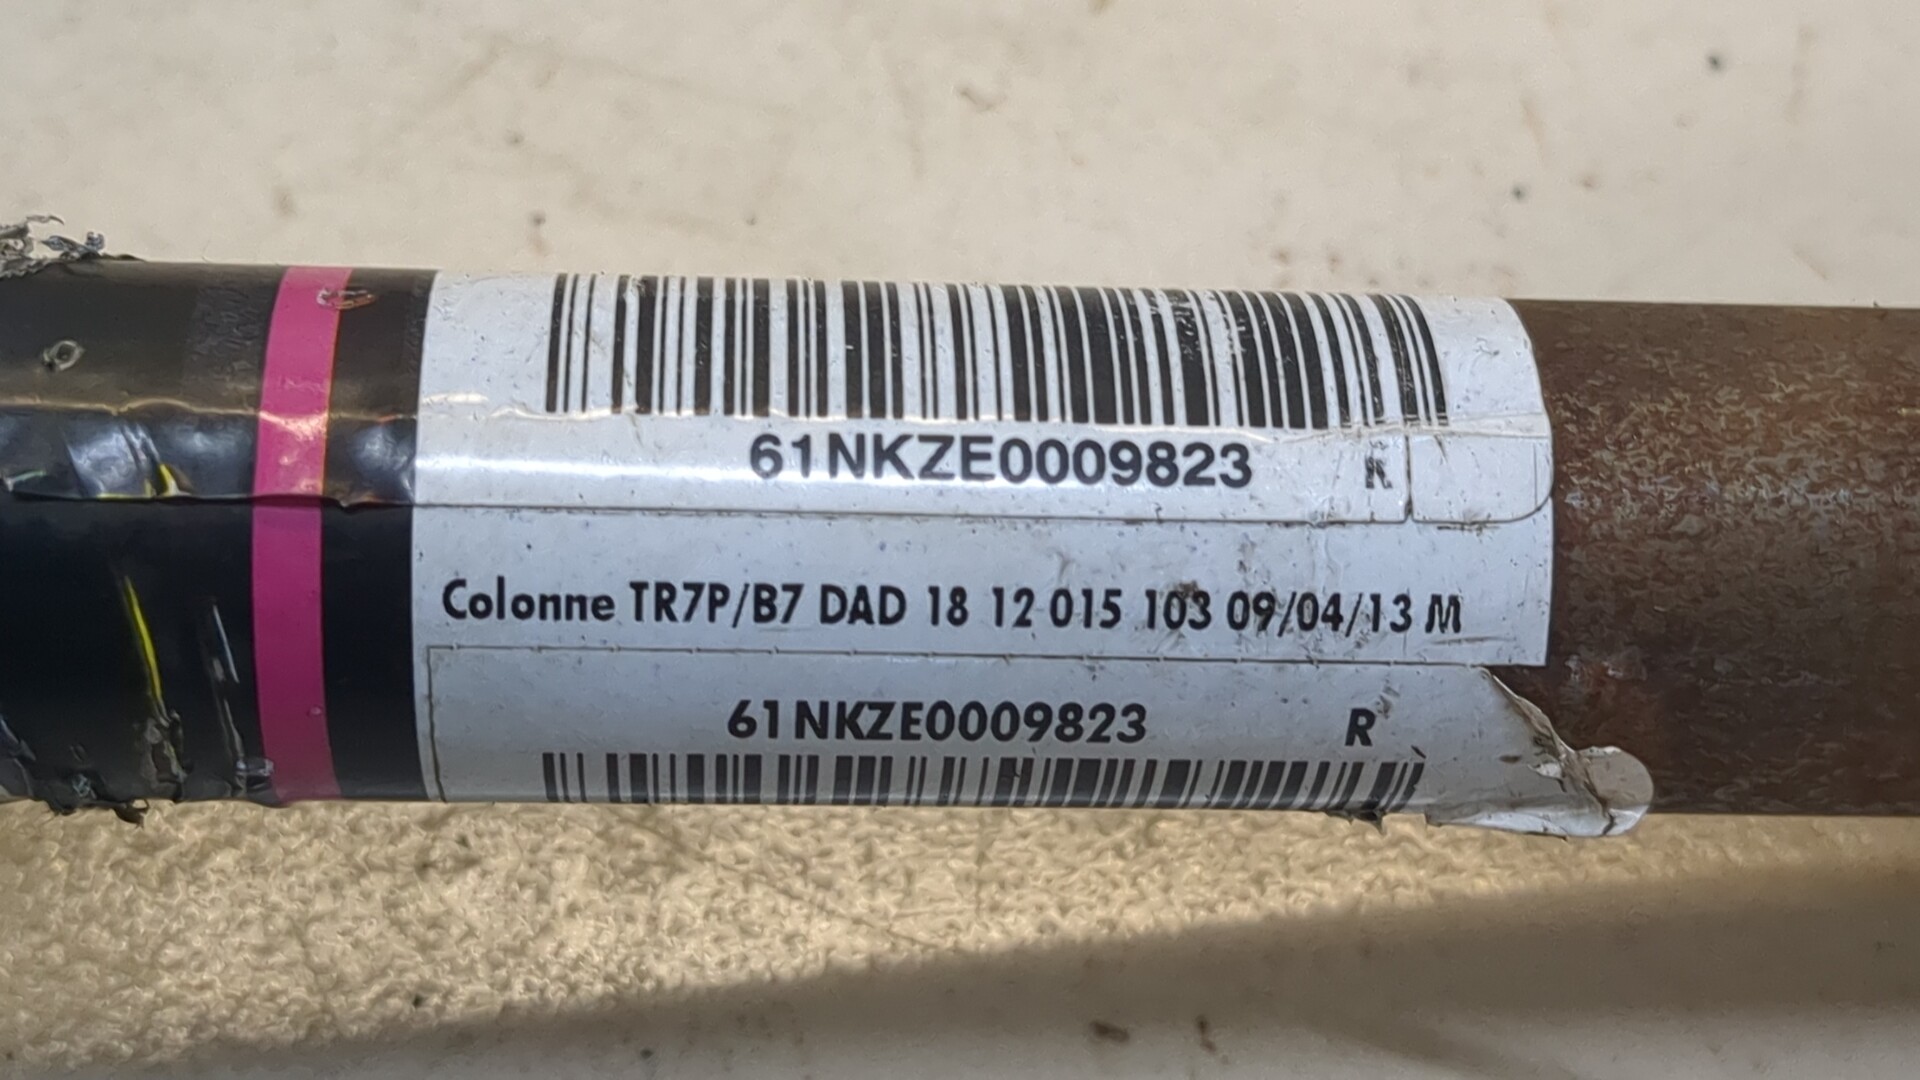 61NKZE0009823 R
Colonne TR7P/B7 DAD 18 12 015 103 09/04/13 M
61NKZE0009823 R